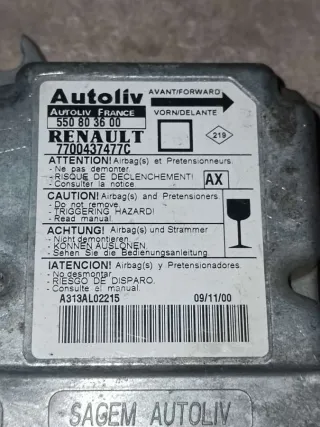 Autoliv
AUTOLIV FRANCE
550 80 36 00
RENAULT
7700437477C
AVANT/FORWARD
VORN/DELANTE
219
ATTENTION! Airbag(s) et Pretensionneurs.
- Ne pas demonter.
- RISQUE DE DECLENCHEMENT!
- Consulter la notice.
AX
CAUTION! Airbag(s) and Pretensioners.
- Do not remove.
- TRIGGERING HAZARD!
- Read manual.
ACHTUNG! Airbag(s) und Strammer
- Nicht demontieren
- KONNEN AUSLONEN
- Sehen Sie die Bedienungsanleitung
!ATENCION! Airbag(s) y Pretensionadores.
- No desmontar
- RIESGO DE DISPARO.
- Consultar el manual.
A313AL02215
09/11/00
SAGEM AUTOLIV